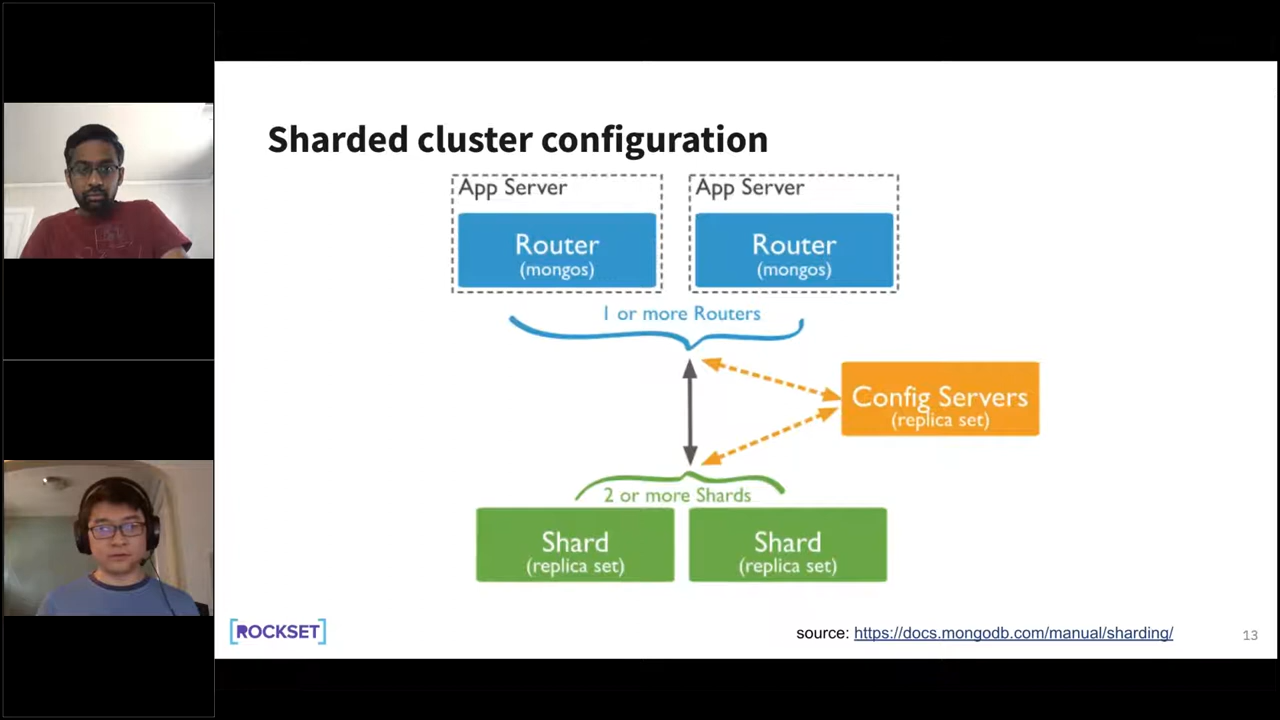 Sharded cluster configuration
App Server
App Server
Router
(mongos)
Router
(mongos)
1 or more Routers
Config Servers
(replica set)
2 or more Shards
Shard
(replica set)
Shard
(replica set)
[ROCKSET]
source: https://docs.mongodb.com/manual/sharding/
13